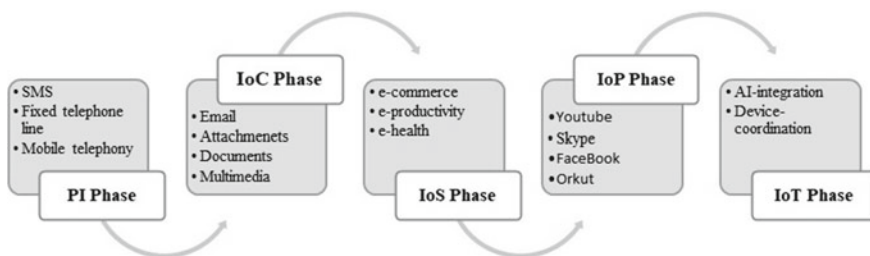 • SMS
• Fixed telephone
line
• Mobile telephony
PI Phase
IoC Phase
• Email
• Attachmenets
• Documents
• Multimedia
• e-commerce
• e-productivity
• e-health
IoS Phase
IoP Phase
• Youtube
• Skype
• FaceBook
• Orkut
• AI-integration
• Device-
coordination
IoT Phase